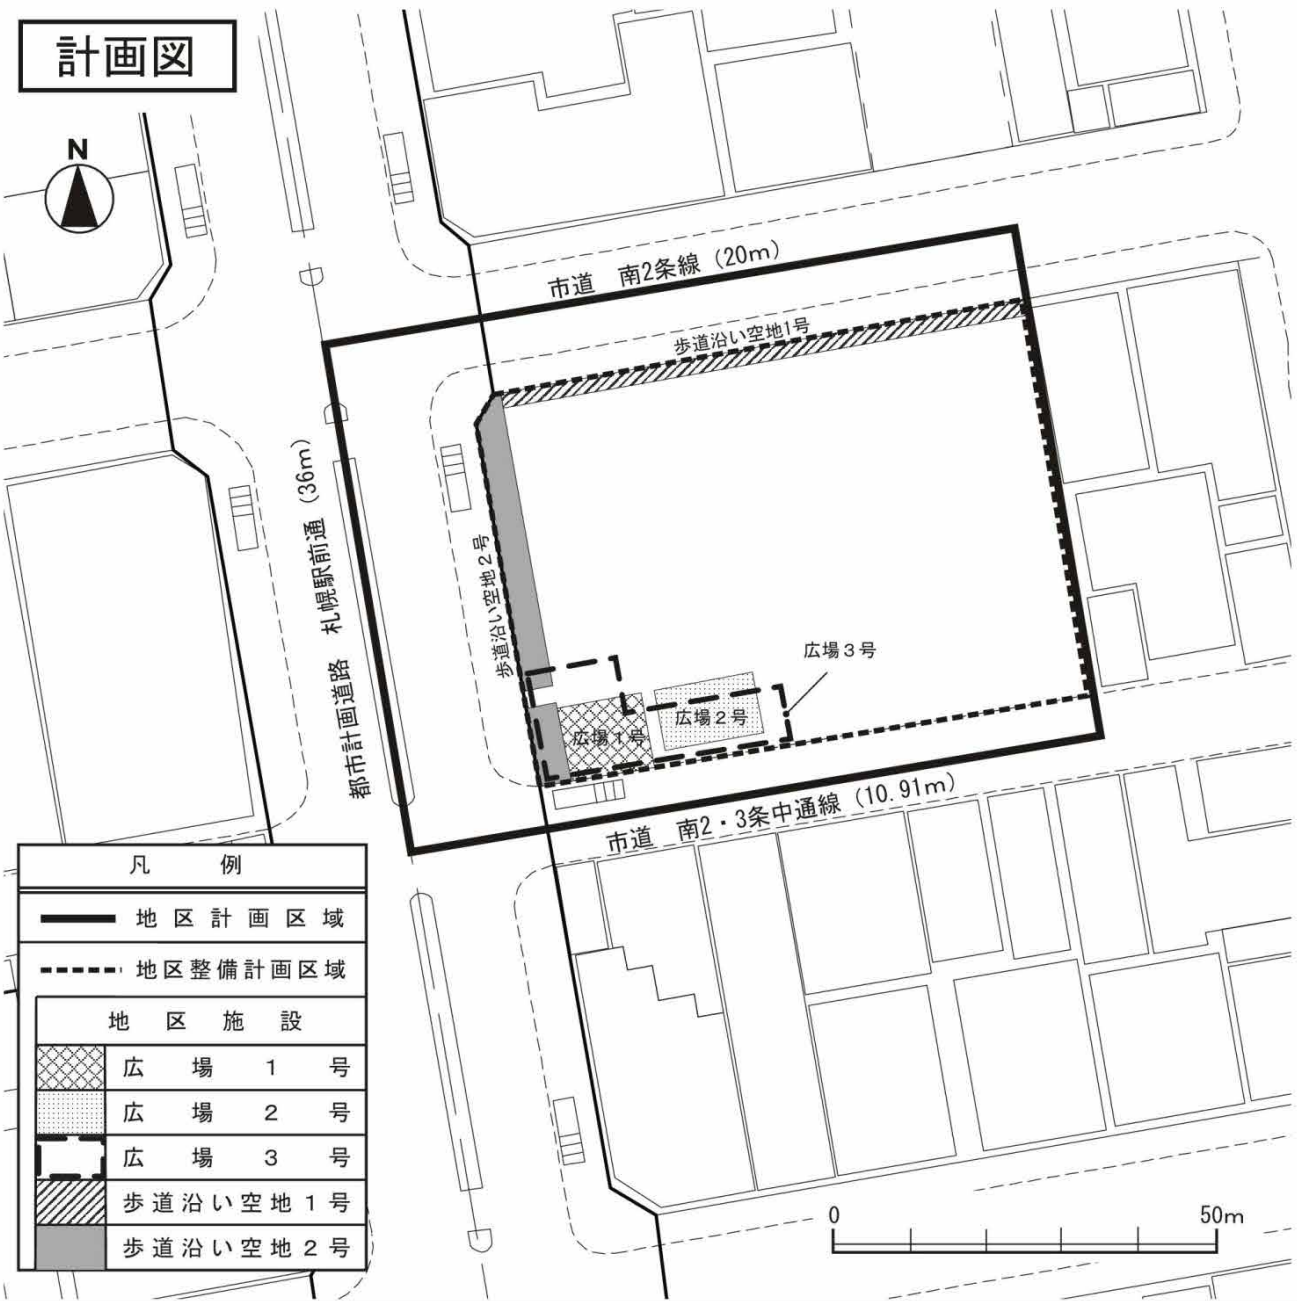 計画図
N
市道 南2条線（20m）
歩道沿い空地1号
都市計画道路 札幌駅前通（36m）
歩道沿い空地２号
広場３号
広場２号
広場１号
市道 南2・3条中通線（10.91m）
凡例
地区計画区域
地区整備計画区域
地区施設
広場１号
広場２号
広場３号
歩道沿い空地１号
歩道沿い空地２号
0 50m